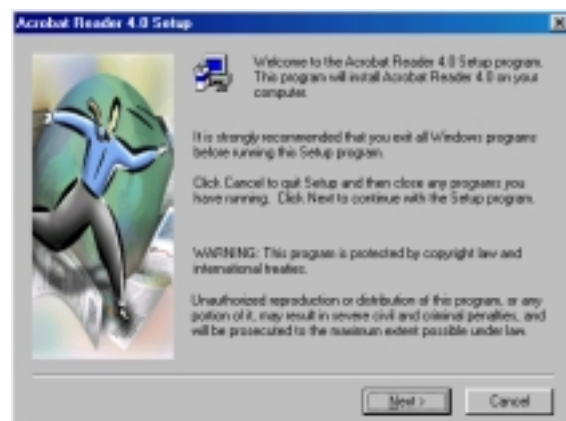 Acrobat Reader 4.0 Setup
Welcome to the Acrobat Reader 4.0 Setup program.
This program will install Acrobat Reader 4.0 on your
computer.
It is strongly recommended that you exit all Windows programs
before running this Setup program.
Click Cancel to quit Setup and then close any programs you
have running. Click Next to continue with the Setup program.
WARNING: This program is protected by copyright law and
international treaties.
Unauthorized reproduction or distribution of this program, or any
portion of it, may result in severe civil and criminal penalties, and
will be prosecuted to the maximum extent possible under law.
Next >
Cancel